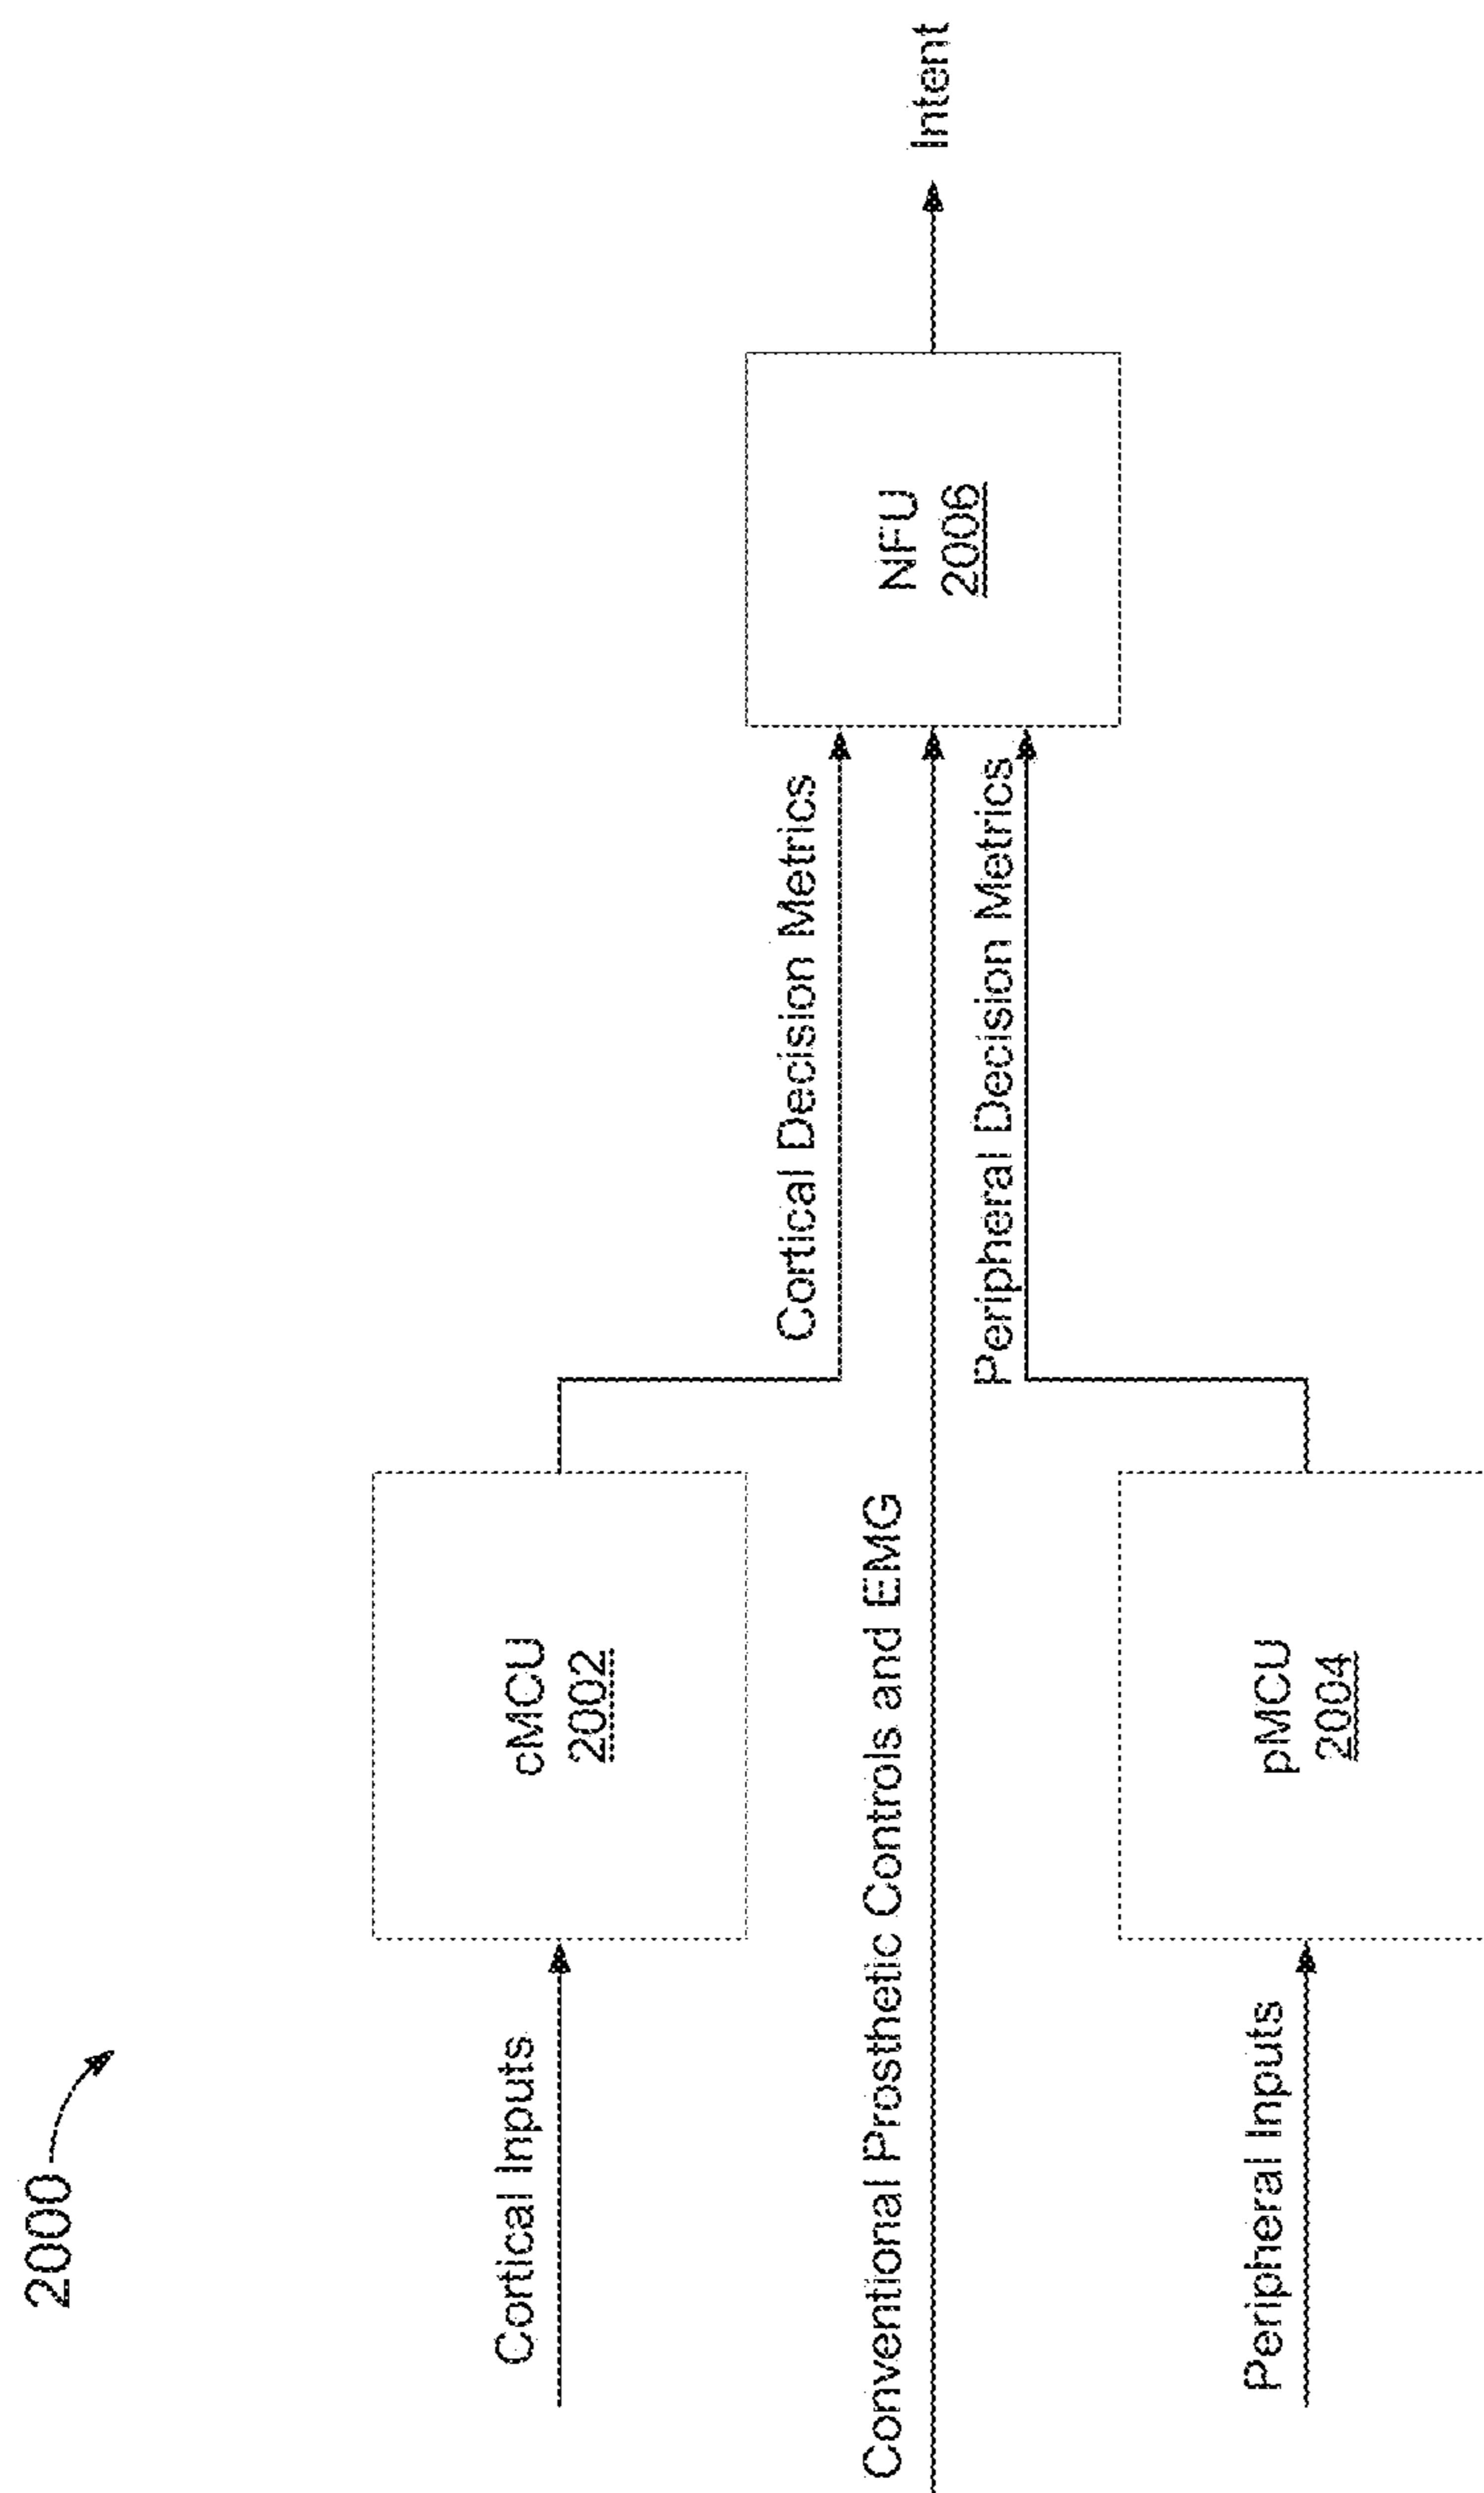 2000
Cortical Inputs
cMCU
2002
Cortical Decision Metrics
Conventional Prosthetic Controls and EMG
NFU
2006
Intent
Peripheral Decision Metrics
Peripheral Inputs
pMCU
2004